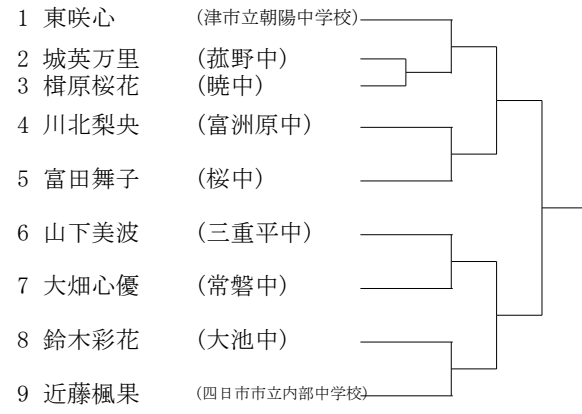 1 東咲心 (津市立朝陽中学校)
2 城英万里 (菰野中)
3 楫原桜花 (暁中)
4 川北梨央 (富洲原中)
5 富田舞子 (桜中)
6 山下美波 (三重平中)
7 大畑心優 (常磐中)
8 鈴木彩花 (大池中)
9 近藤楓果 (四日市市立内部中学校)